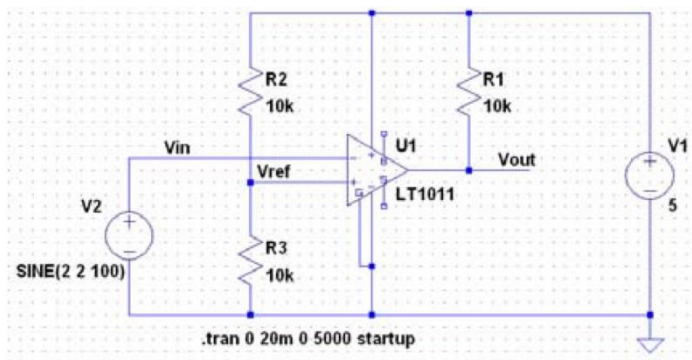 R2
10k
R1
10k
Vin
U1
Vout
V1
Vref
LT1011
5
V2
R3
10k
SINE(2 2 100)
.tran 0 20m 0 5000 startup